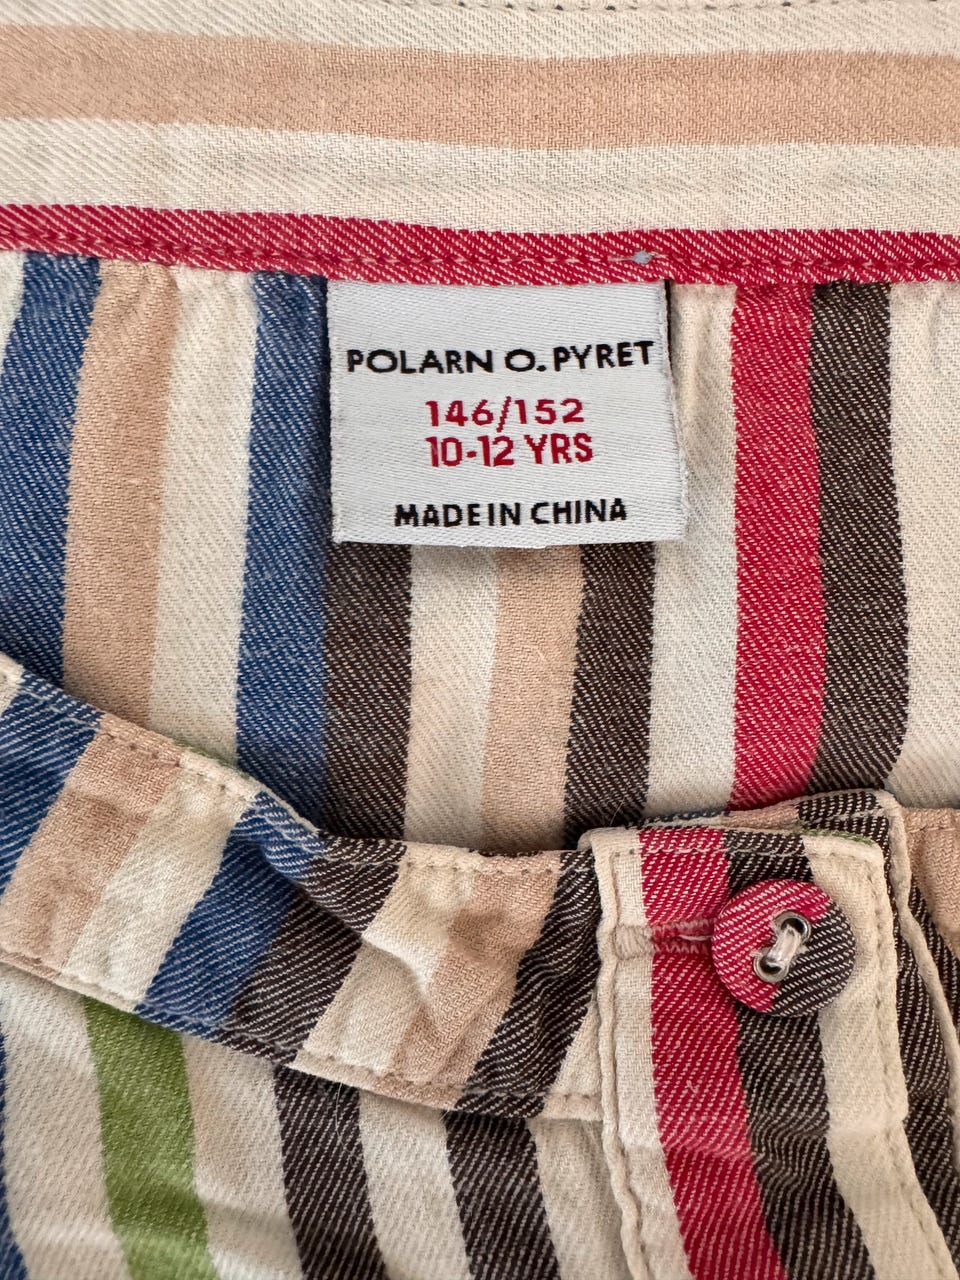 POLARN O. PYRET
146/152
10-12 YRS
MADE IN CHINA